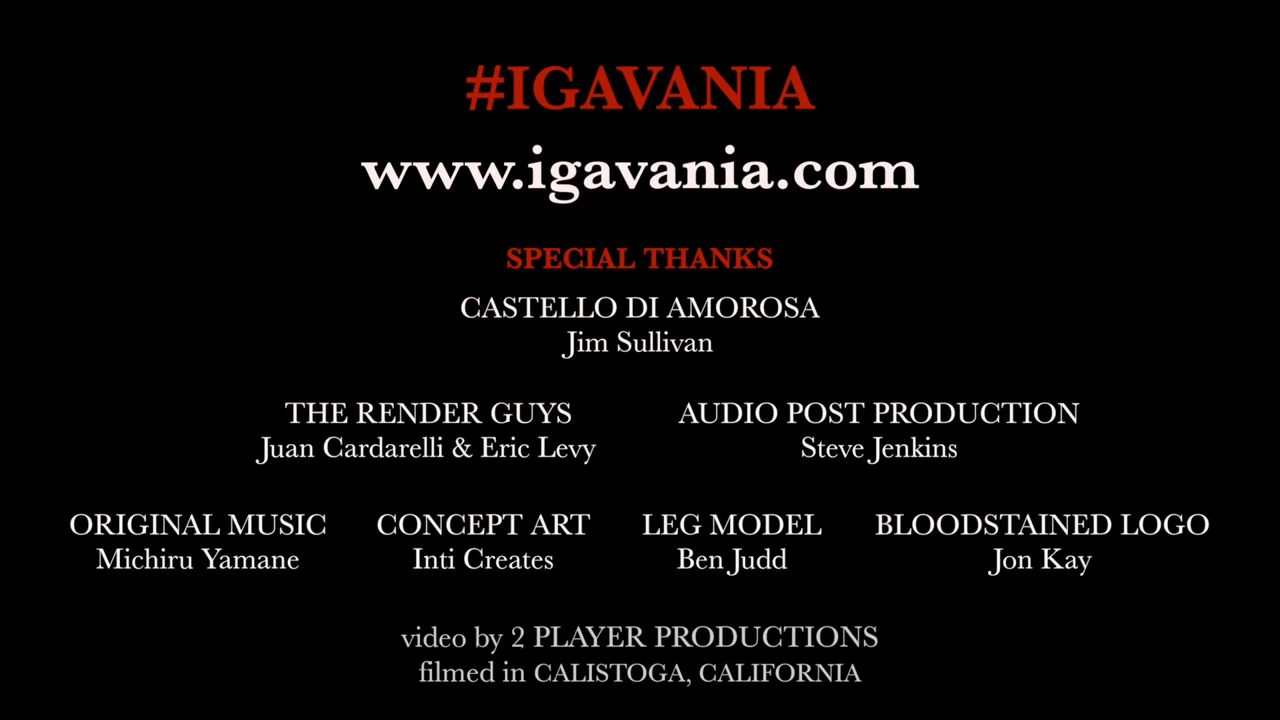 #IGAVANIA
www.igavania.com
SPECIAL THANKS
CASTELLO DI AMOROSA
Jim Sullivan
THE RENDER GUYS
Juan Cardarelli & Eric Levy
AUDIO POST PRODUCTION
Steve Jenkins
ORIGINAL MUSIC
Michiru Yamane
CONCEPT ART
Inti Creates
LEG MODEL
Ben Judd
BLOODSTAINED LOGO
Jon Kay
video by 2 PLAYER PRODUCTIONS
filmed in CALISTOGA, CALIFORNIA